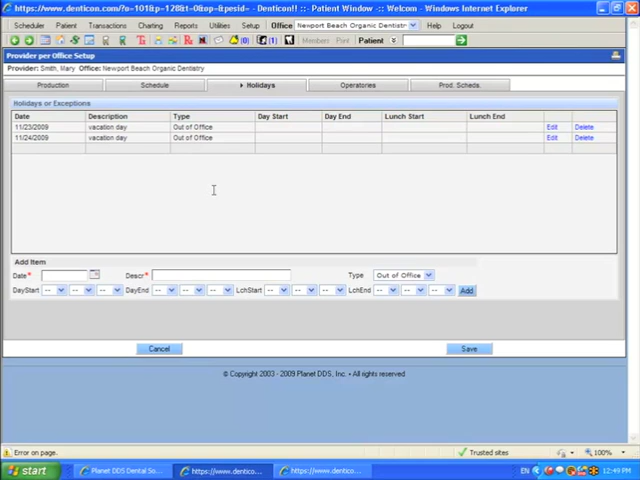 https://www.denticon.com/?o=101&p=128&t=0&op=&pesid= - Denticon!! :: - Patient Window -:: Welcom - Windows Internet Explorer
Scheduler Patient Transactions Charting Reports Utilities Setup Office Newport Beach Organic Dentistry Help Logout
(0) (1) Members Print Patient
Provider per Office Setup
Provider: Smith, Mary Office: Newport Beach Organic Dentistry
Production Schedule Holidays Operatories Prod. Scheds.
Holidays or Exceptions
Date Description Type Day Start Day End Lunch Start Lunch End
11/23/2009 vacation day Out of Office Edit Delete
11/24/2009 vacation day Out of Office Edit Delete
Add Item
Date* Descr* Type Out of Office
DayStart -- -- -- DayEnd -- -- -- LchStart -- -- -- LchEnd -- -- -- Add
Cancel Save
© Copyright 2003 - 2009 Planet DDS, Inc. • All rights reserved
Error on page. Trusted sites 100%
start Planet DDS Dental So... https://www.dentico... https://www.dentico... EN 12:49 PM